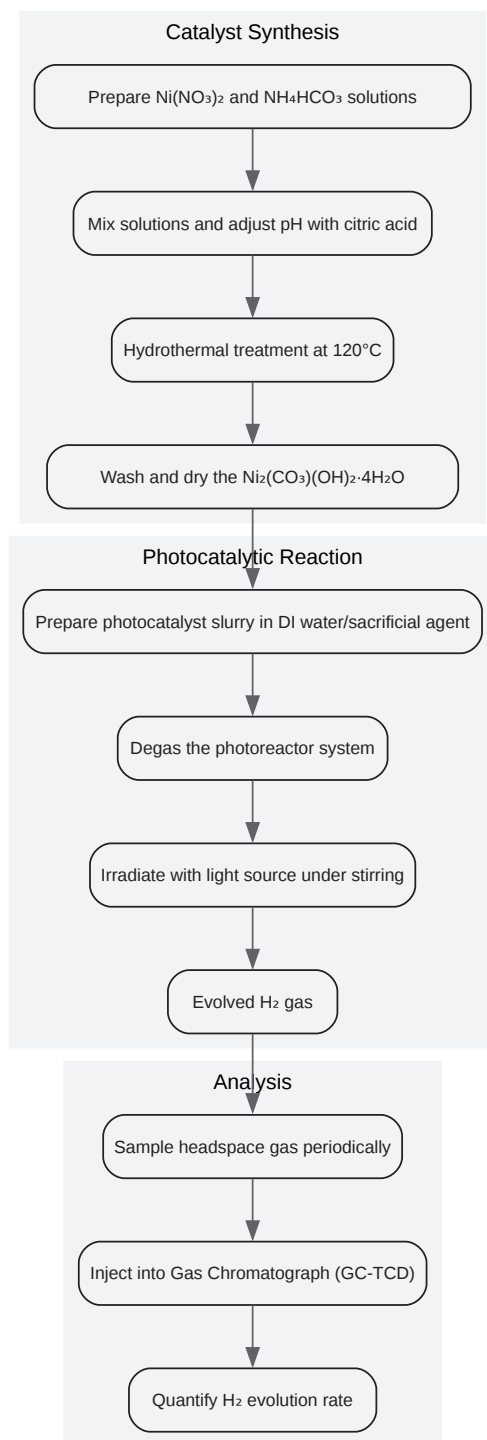 Catalyst Synthesis
Prepare Ni(NO₃)₂ and NH₄HCO₃ solutions
Mix solutions and adjust pH with citric acid
Hydrothermal treatment at 120°C
Wash and dry the Ni₂(CO₃)(OH)₂·4H₂O
Photocatalytic Reaction
Prepare photocatalyst slurry in DI water/sacrificial agent
Degas the photoreactor system
Irradiate with light source under stirring
Evolved H₂ gas
Analysis
Sample headspace gas periodically
Inject into Gas Chromatograph (GC-TCD)
Quantify H₂ evolution rate